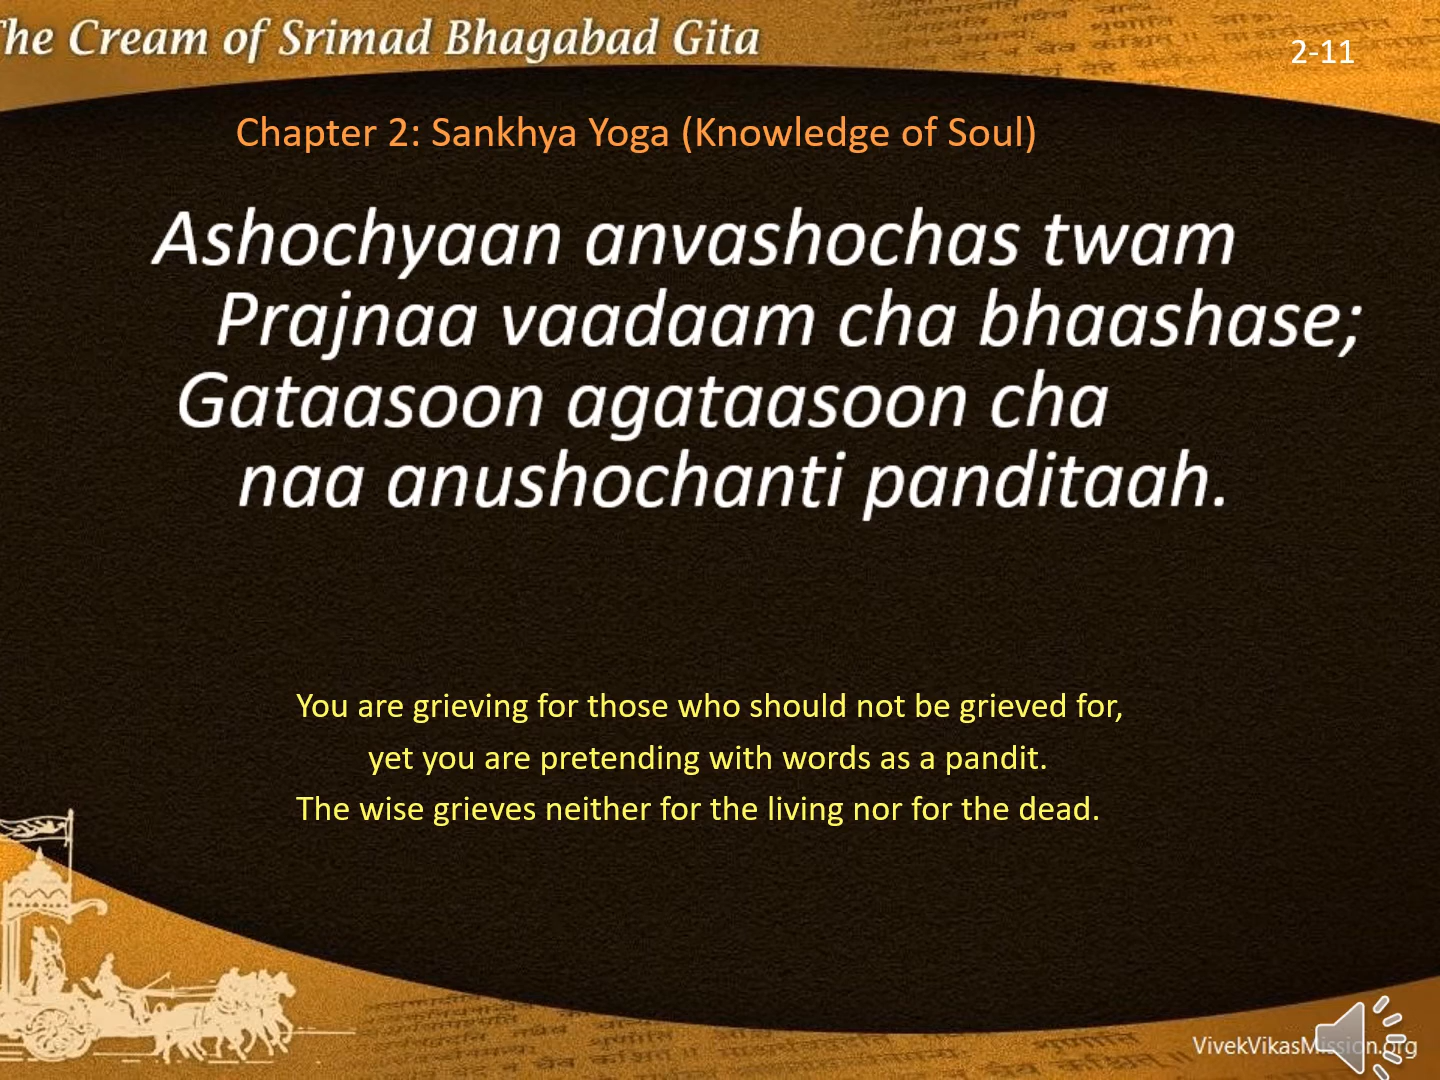 The Cream of Srimad Bhagabad Gita
2-11
Chapter 2: Sankhya Yoga (Knowledge of Soul)
Ashochyaan anvashochas twam
Prajnaa vaadaam cha bhaashase;
Gataasoon agataasoon cha
naa anushochanti panditaah.
You are grieving for those who should not be grieved for,
yet you are pretending with words as a pandit.
The wise grieves neither for the living nor for the dead.
VivekVikasMission.org